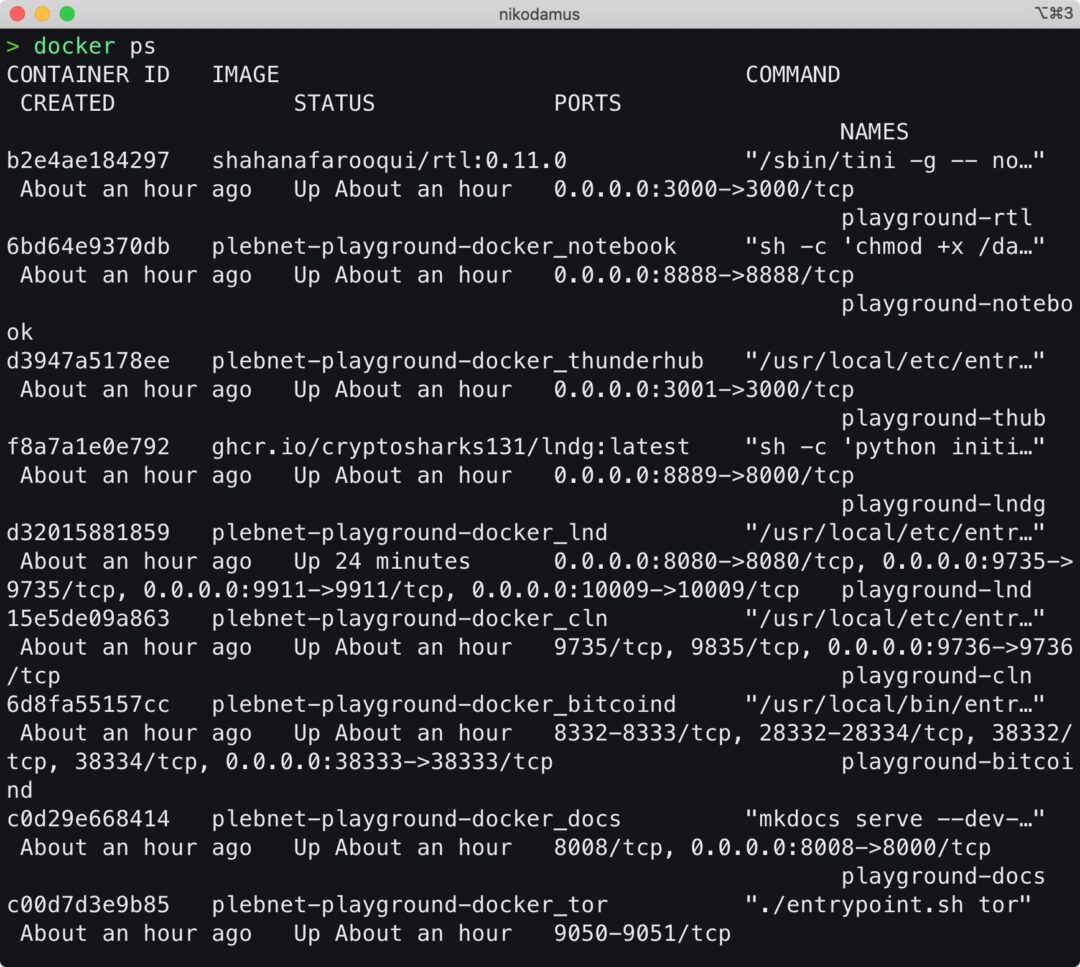 nikodamus
⌥⌘3
> docker ps
CONTAINER ID   IMAGE                                  COMMAND
 CREATED             STATUS             PORTS
                                                             NAMES
b2e4ae184297   shahanafarooqui/rtl:0.11.0             "/sbin/tini -g -- no…"
 About an hour ago   Up About an hour   0.0.0.0:3000->3000/tcp
                                                             playground-rtl
6bd64e9370db   plebnet-playground-docker_notebook     "sh -c 'chmod +x /da…"
 About an hour ago   Up About an hour   0.0.0.0:8888->8888/tcp
                                                             playground-notebo
ok
d3947a5178ee   plebnet-playground-docker_thunderhub   "/usr/local/etc/entr…"
 About an hour ago   Up About an hour   0.0.0.0:3001->3000/tcp
                                                             playground-thub
f8a7a1e0e792   ghcr.io/cryptosharks131/lndg:latest    "sh -c 'python initi…"
 About an hour ago   Up About an hour   0.0.0.0:8889->8000/tcp
                                                             playground-lndg
d32015881859   plebnet-playground-docker_lnd          "/usr/local/etc/entr…"
 About an hour ago   Up 24 minutes      0.0.0.0:8080->8080/tcp, 0.0.0.0:9735->
9735/tcp, 0.0.0.0:9911->9911/tcp, 0.0.0.0:10009->10009/tcp   playground-lnd
15e5de09a863   plebnet-playground-docker_cln          "/usr/local/etc/entr…"
 About an hour ago   Up About an hour   9735/tcp, 9835/tcp, 0.0.0.0:9736->9736
/tcp                                                         playground-cln
6d8fa55157cc   plebnet-playground-docker_bitcoind     "/usr/local/bin/entr…"
 About an hour ago   Up About an hour   8332-8333/tcp, 28332-28334/tcp, 38332/
tcp, 38334/tcp, 0.0.0.0:38333->38333/tcp                     playground-bitcoi
nd
c0d29e668414   plebnet-playground-docker_docs         "mkdocs serve --dev-…"
 About an hour ago   Up About an hour   8008/tcp, 0.0.0.0:8008->8000/tcp
                                                             playground-docs
c00d7d3e9b85   plebnet-playground-docker_tor          "./entrypoint.sh tor"
 About an hour ago   Up About an hour   9050-9051/tcp